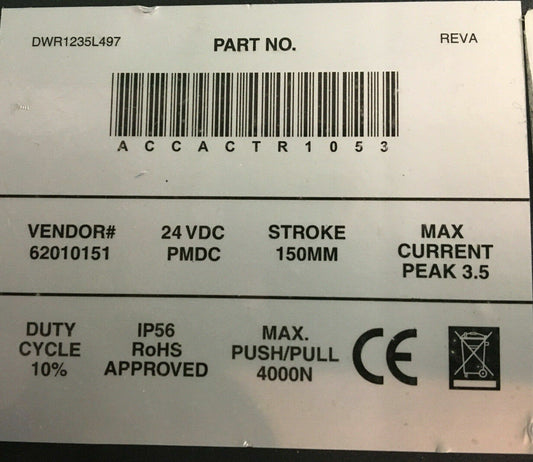 DWR1235L497
PART NO.
REVA
ACCACTR1053
VENDOR#
62010151
24 VDC
PMDC
STROKE
150MM
MAX
CURRENT
PEAK 3.5
DUTY
CYCLE
10%
IP56
RoHS
APPROVED
MAX.
PUSH/PULL
4000N
CE